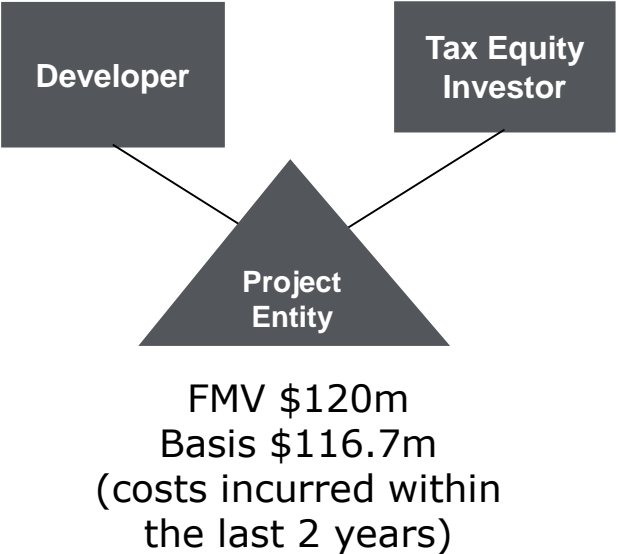 Developer
Tax Equity
Investor
Project
Entity
FMV $120m
Basis $116.7m
(costs incurred within
the last 2 years)